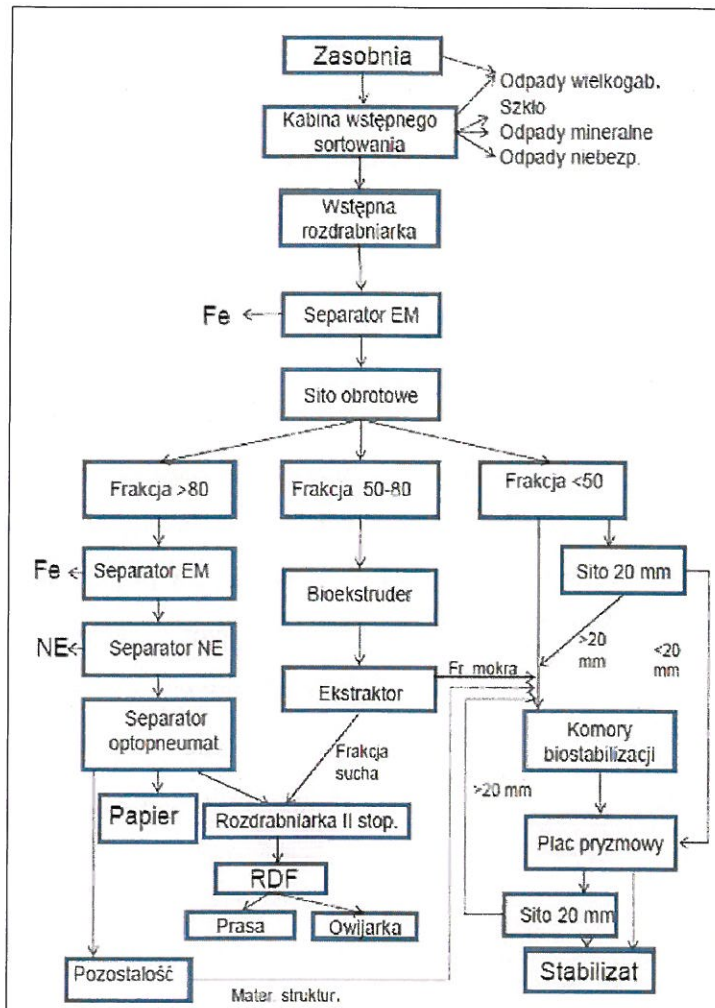 Zasobnia
Odpady wielkogab.
Szkło
Kabina wstępnego
sortowania
Odpady mineralne
Odpady niebezp.
Wstępna
rozdrabniarka
Fe
Separator EM
Sito obrotowe
Frakcja >80
Frakcja 50-80
Frakcja <50
Fe
Separator EM
Bioekstruder
Sito 20 mm
NE
Separator NE
>20
mm
<20
mm
Fr. mokra
Ekstraktor
Separator
optopneumat.
Komory
biostabilizacji
Frakcja
sucha
>20 mm
Papier
Rozdrabniarka II stop.
Plac pryzmowy
RDF
Prasa
Owijarka
Sito 20 mm
Pozostałość
Stabilizat
Mater. struktur.